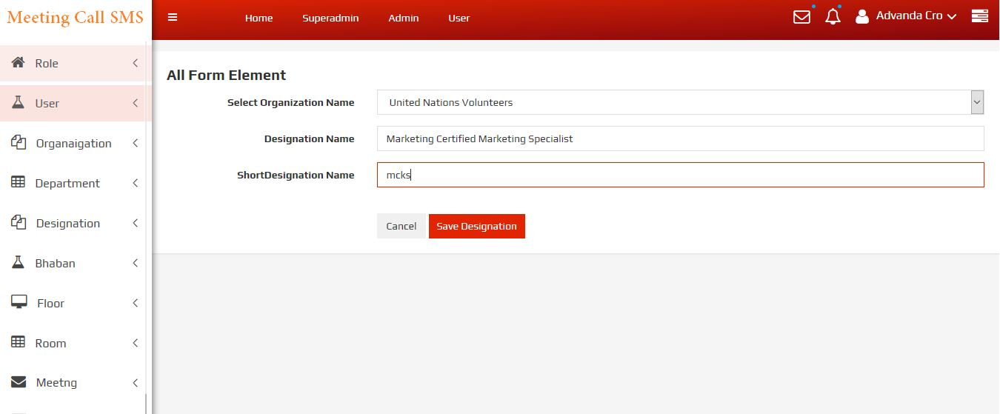 Meeting Call SMS
Home Superadmin Admin User Advanda Cro
Role
User
Organaigation
Department
Designation
Bhaban
Floor
Room
Meetng
All Form Element
Select Organization Name United Nations Volunteers
Designation Name Marketing Certified Marketing Specialist
ShortDesignation Name mcks
Cancel Save Designation